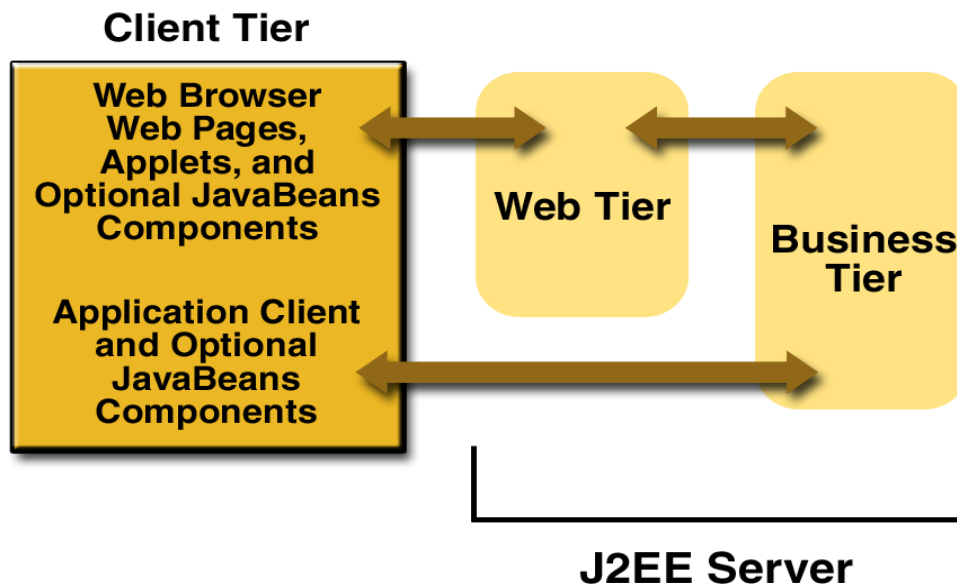 Client Tier
Web Browser
Web Pages,
Applets, and
Optional JavaBeans
Components
Application Client
and Optional
JavaBeans
Components
Web Tier
Business
Tier
J2EE Server